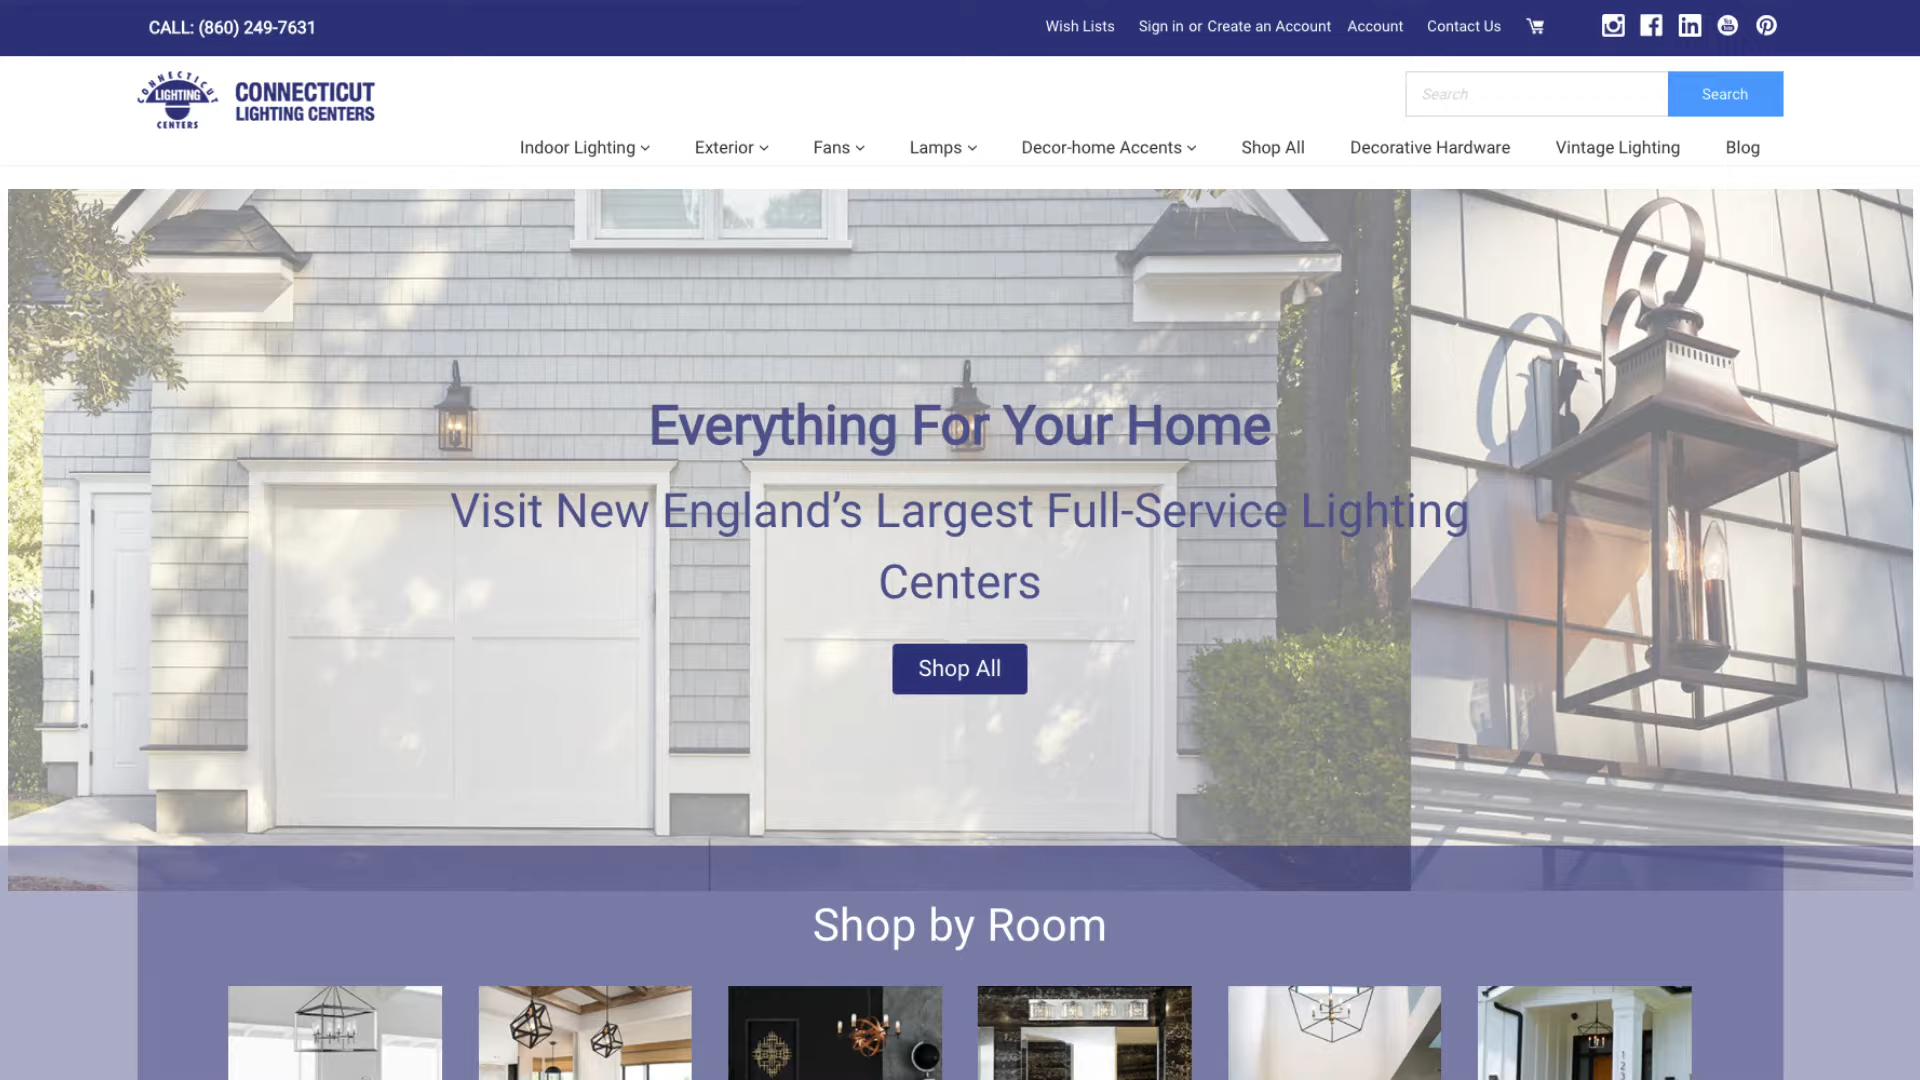 CALL: (860) 249-7631
Wish Lists Sign in or Create an Account Account Contact Us
CONNECTICUT
LIGHTING
CENTERS
CONNECTICUT
LIGHTING CENTERS
Search Search
Indoor Lighting Exterior Fans Lamps Decor-home Accents Shop All Decorative Hardware Vintage Lighting Blog
Everything For Your Home
Visit New England’s Largest Full-Service Lighting
Centers
Shop All
Shop by Room